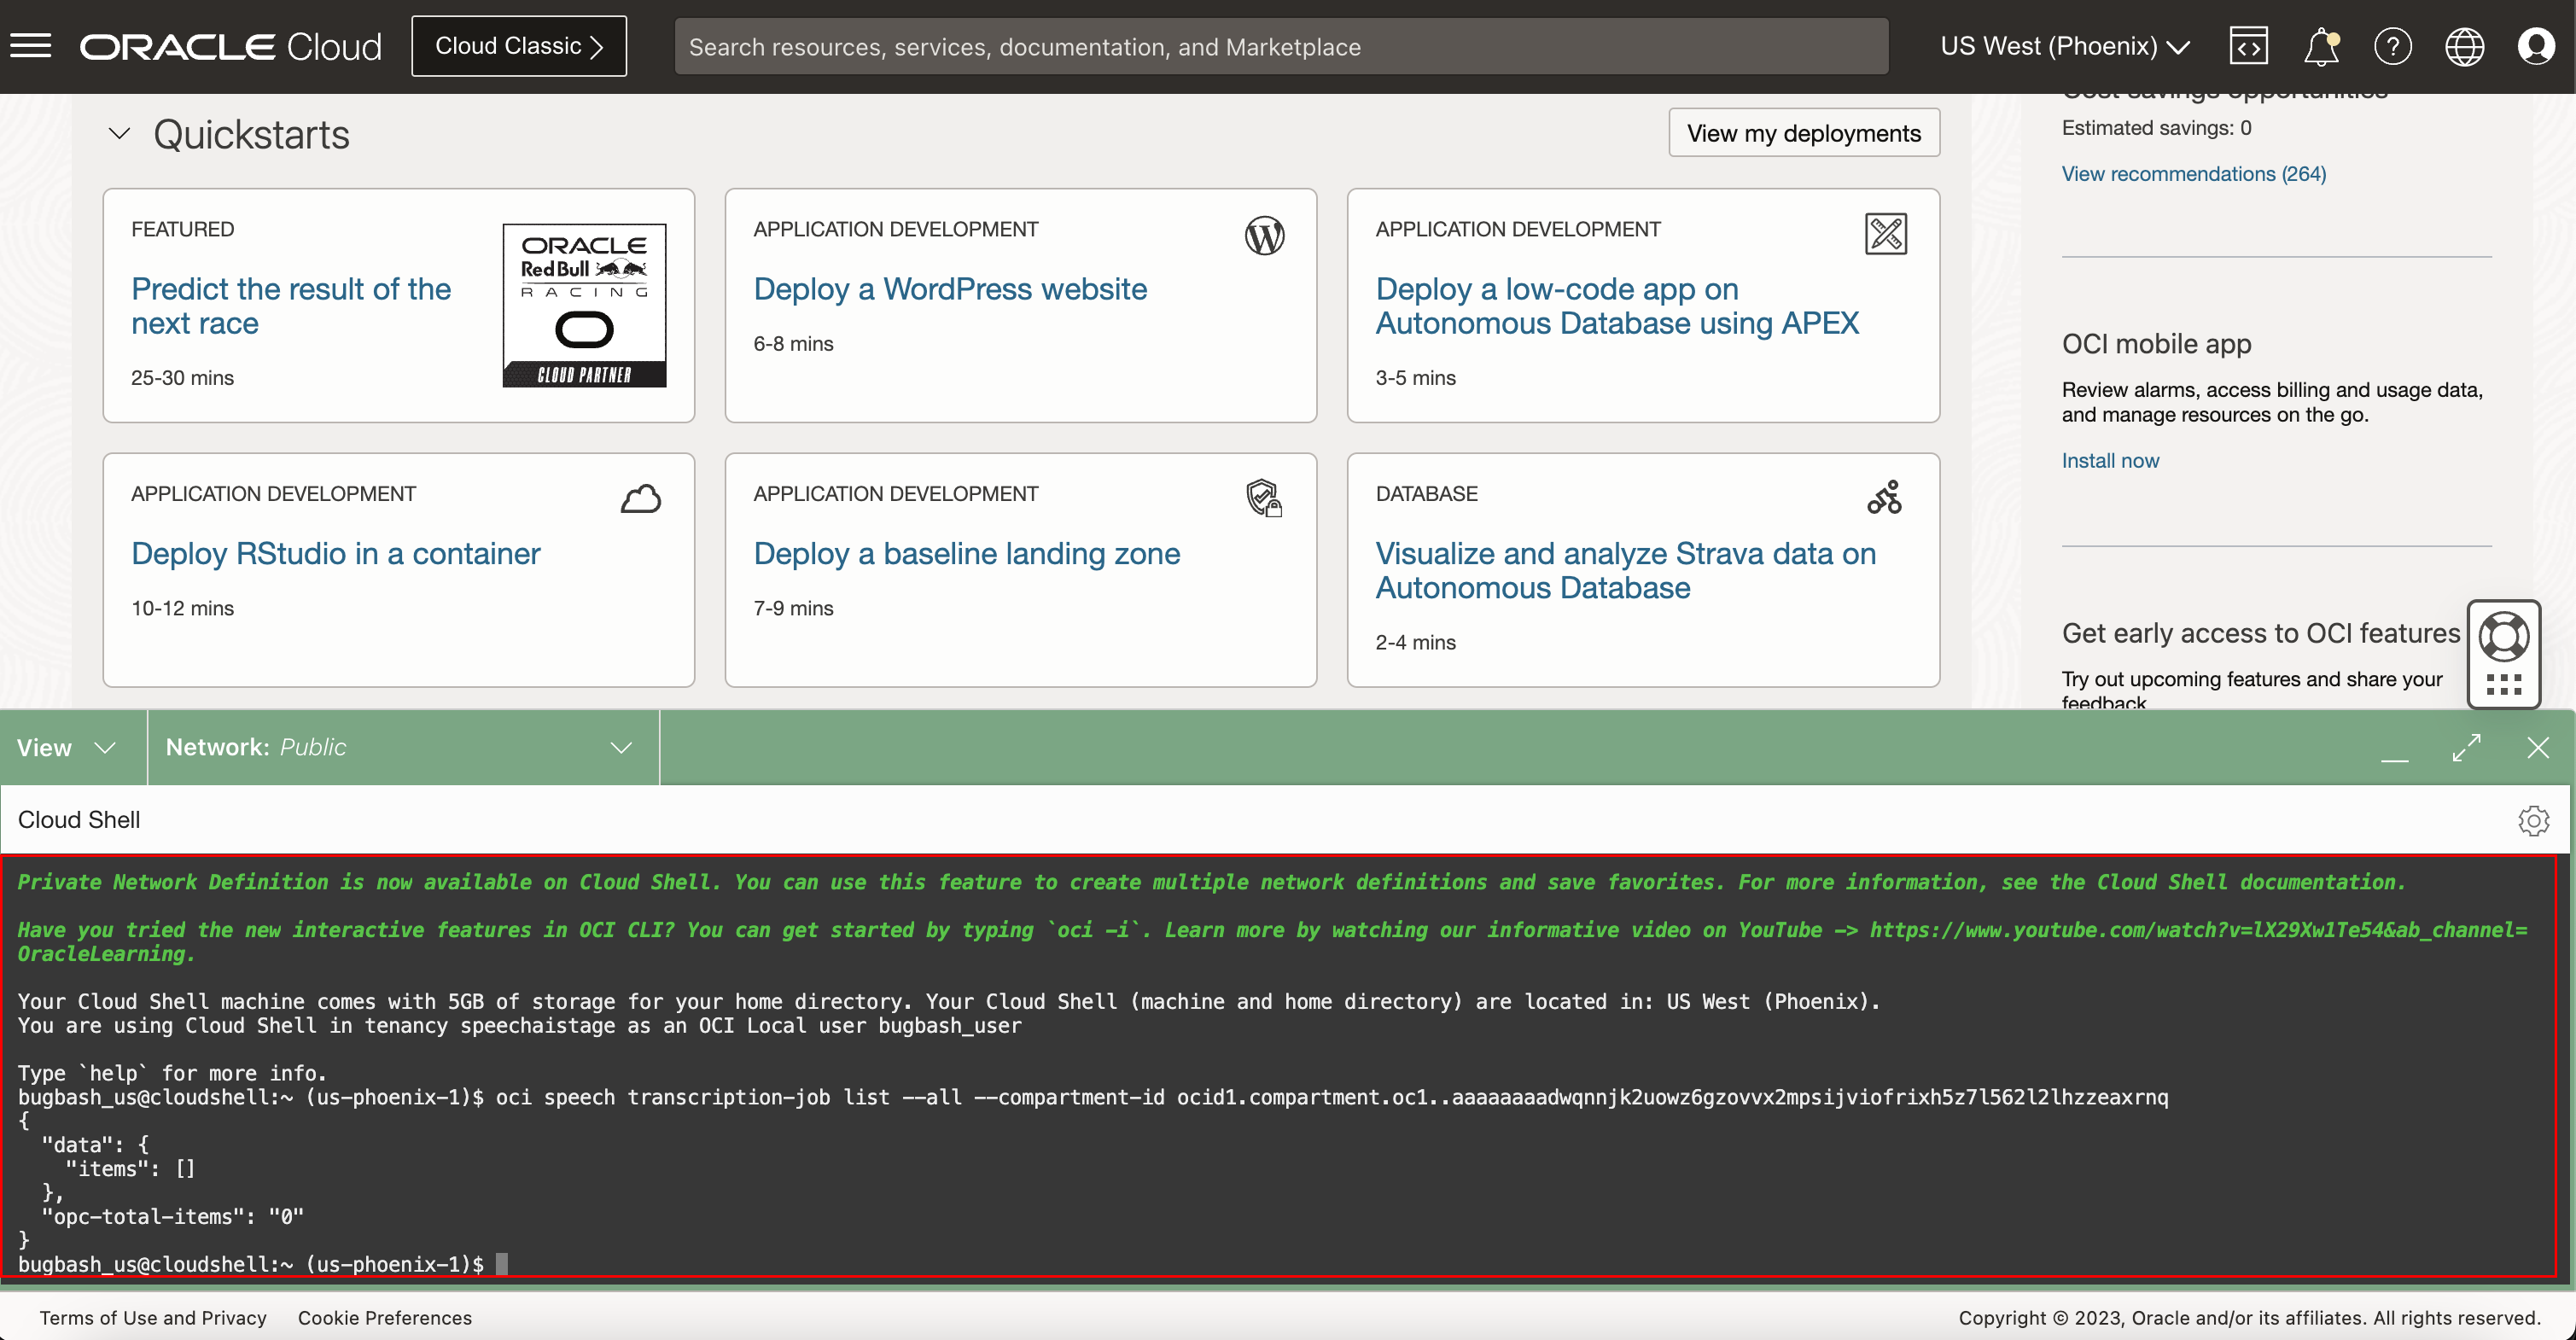 ORACLE Cloud
Cloud Classic
Search resources, services, documentation, and Marketplace
US West (Phoenix)
Quickstarts
View my deployments
FEATURED
Predict the result of the
next race
25-30 mins
ORACLE
Red Bull
RACING
CLOUD PARTNER
APPLICATION DEVELOPMENT
Deploy a WordPress website
6-8 mins
APPLICATION DEVELOPMENT
Deploy a low-code app on
Autonomous Database using APEX
3-5 mins
APPLICATION DEVELOPMENT
Deploy RStudio in a container
10-12 mins
APPLICATION DEVELOPMENT
Deploy a baseline landing zone
7-9 mins
DATABASE
Visualize and analyze Strava data on
Autonomous Database
2-4 mins
Cost savings opportunities
Estimated savings: 0
View recommendations (264)
OCI mobile app
Review alarms, access billing and usage data,
and manage resources on the go.
Install now
Get early access to OCI features
Try out upcoming features and share your
feedback
View
Network: Public
Cloud Shell
Private Network Definition is now available on Cloud Shell. You can use this feature to create multiple network definitions and save favorites. For more information, see the Cloud Shell documentation.
Have you tried the new interactive features in OCI CLI? You can get started by typing `oci -i`. Learn more by watching our informative video on YouTube -> https://www.youtube.com/watch?v=lX29Xw1Te54&ab_channel=
OracleLearning.
Your Cloud Shell machine comes with 5GB of storage for your home directory. Your Cloud Shell (machine and home directory) are located in: US West (Phoenix).
You are using Cloud Shell in tenancy speechaistage as an OCI Local user bugbash_user
Type `help` for more info.
bugbash_us@cloudshell:~ (us-phoenix-1)$ oci speech transcription-job list --all --compartment-id ocid1.compartment.oc1..aaaaaaaadwqnnjk2uowz6gzovvx2mpsijviofrixh5z7l562l2lhzzeaxrnq
{
  "data": {
    "items": []
  },
  "opc-total-items": "0"
}
bugbash_us@cloudshell:~ (us-phoenix-1)$
Terms of Use and Privacy
Cookie Preferences
Copyright © 2023, Oracle and/or its affiliates. All rights reserved.